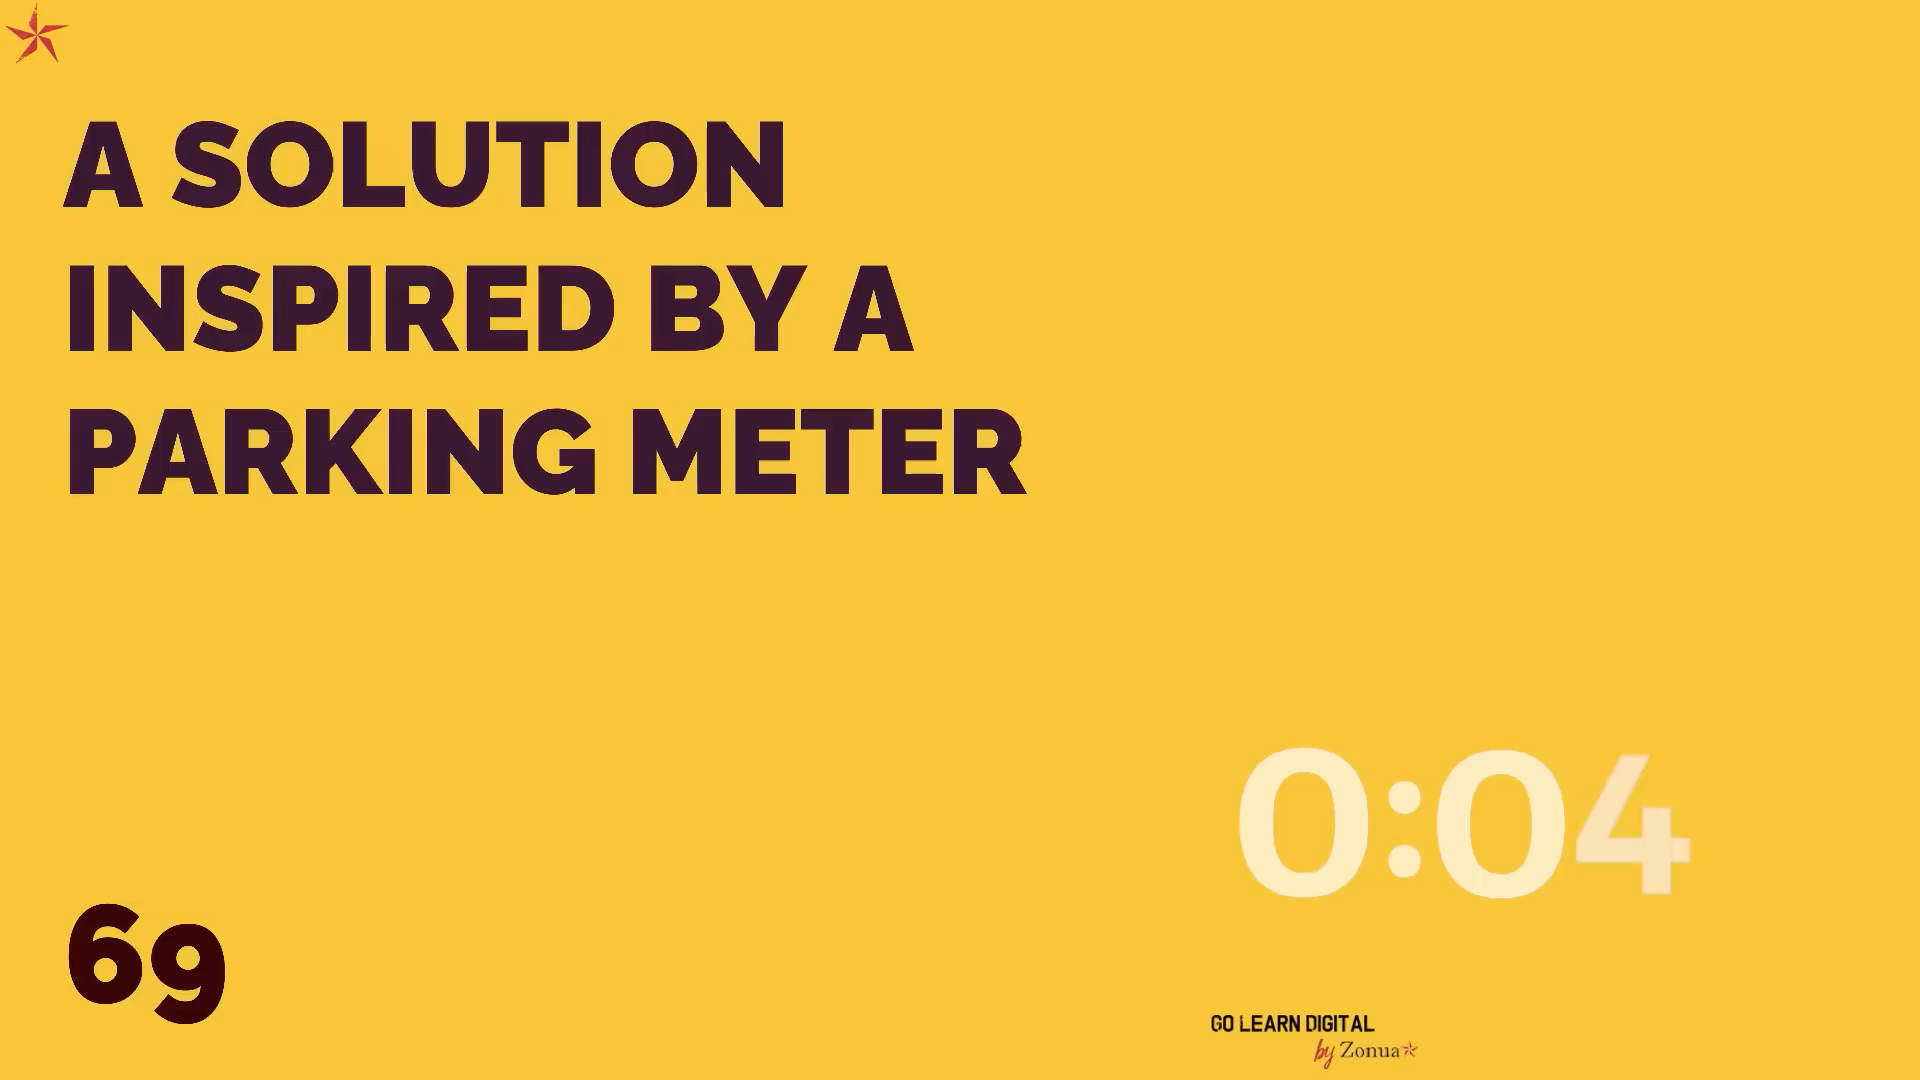 A SOLUTION
INSPIRED BY A
PARKING METER
0:04
69
GO LEARN DIGITAL
by Zonua